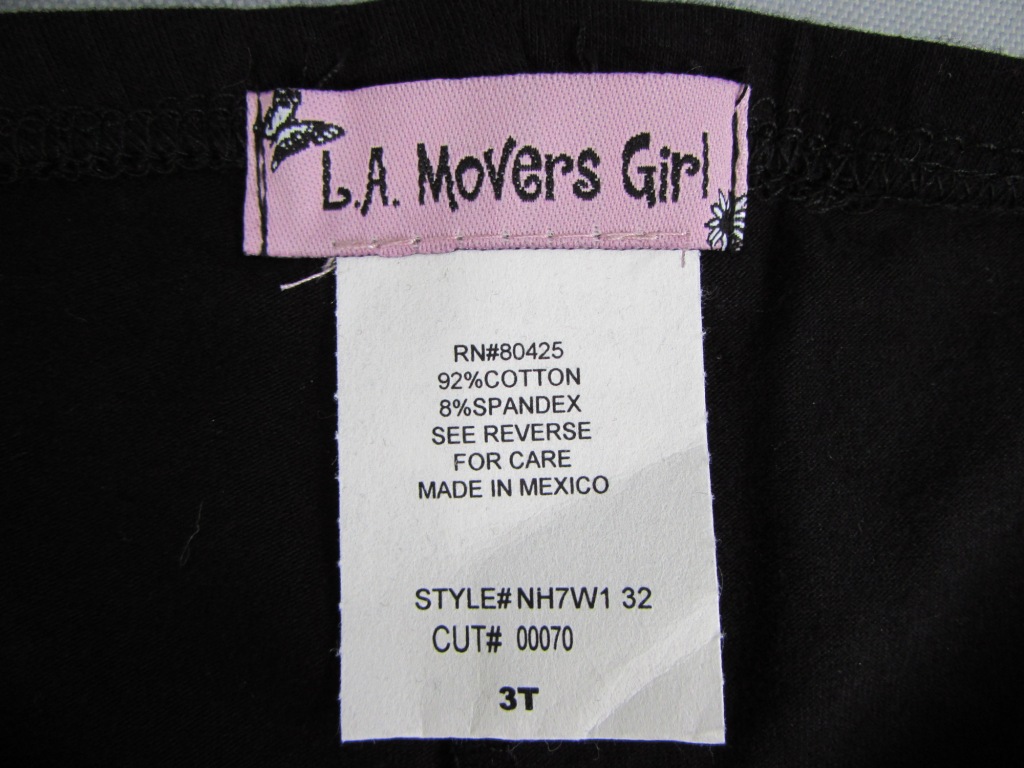 L.A. Movers Girl
RN#80425
92%COTTON
8%SPANDEX
SEE REVERSE
FOR CARE
MADE IN MEXICO
STYLE# NH7W1 32
CUT# 00070
3T